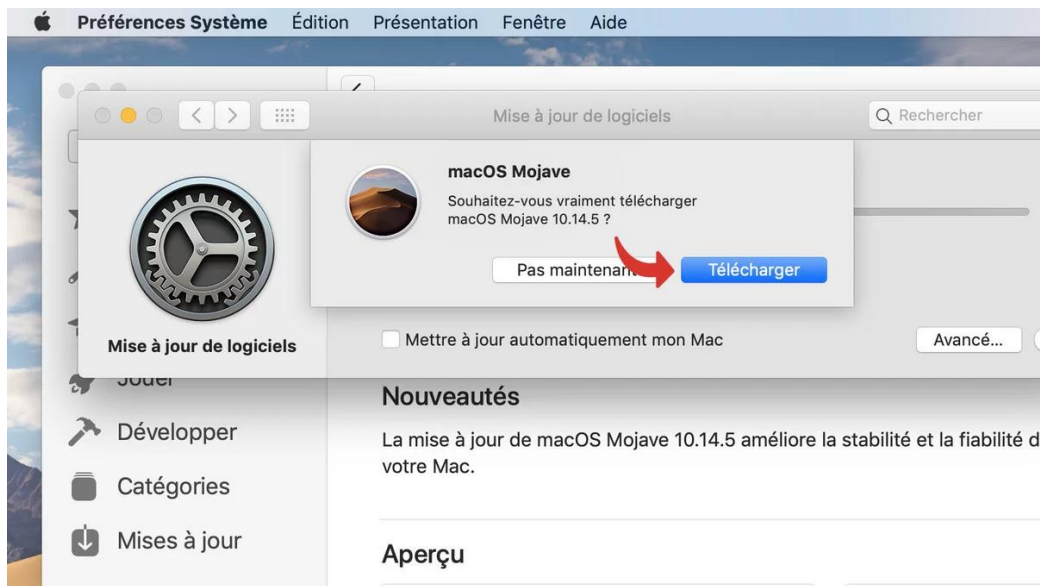 Préférences Système Édition Présentation Fenêtre Aide
Mise à jour de logiciels
Rechercher
macOS Mojave
Souhaitez-vous vraiment télécharger
macOS Mojave 10.14.5 ?
Pas maintenant
Télécharger
Mise à jour de logiciels
Mettre à jour automatiquement mon Mac
Avancé...
Jouer
Développer
Catégories
Mises à jour
Nouveautés
La mise à jour de macOS Mojave 10.14.5 améliore la stabilité et la fiabilité d
votre Mac.
Aperçu